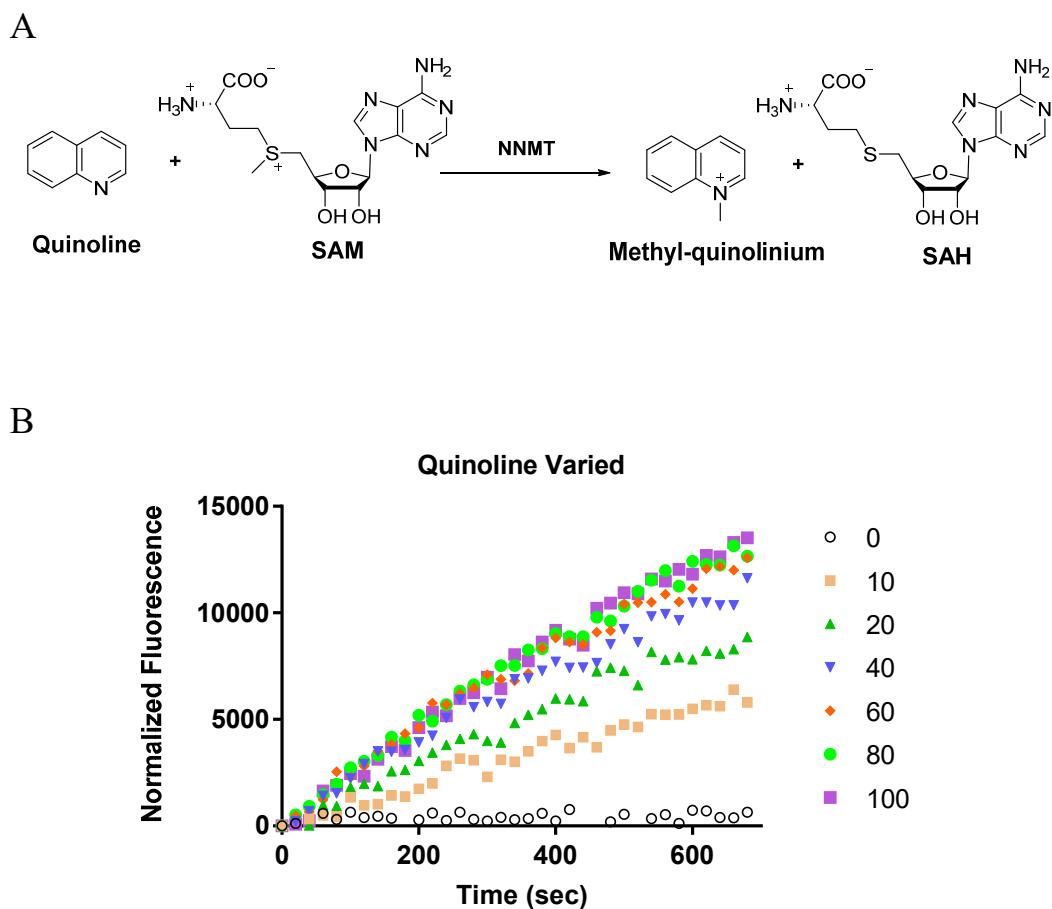 A
NH₂
COO⁻
H₃N⁺
N
N
N
N
S⁺
O
OH OH
N
+
NNMT
N⁺
+
NH₂
COO⁻
H₃N⁺
N
N
N
N
S
O
OH OH
Quinoline
SAM
Methyl-quinolinium
SAH
B
Quinoline Varied
Normalized Fluorescence
15000
10000
5000
0
0
200
400
600
Time (sec)
0
10
20
40
60
80
100